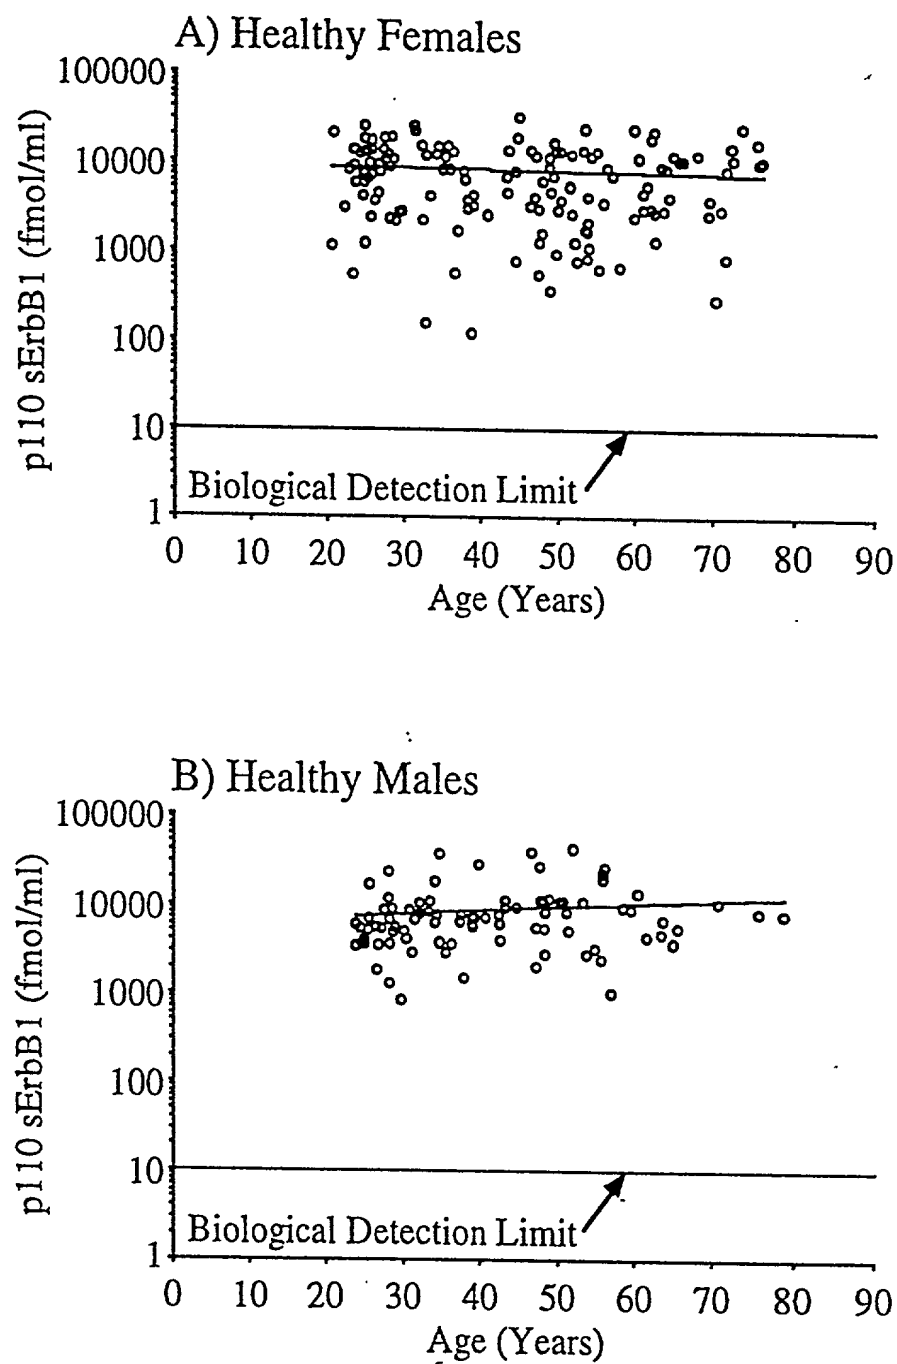 A) Healthy Females
100000
10000
1000
100
10
1
p110 sErbB1 (fmol/ml)
Biological Detection Limit
0 10 20 30 40 50 60 70 80 90
Age (Years)
B) Healthy Males
100000
10000
1000
100
10
1
p110 sErbB1 (fmol/ml)
Biological Detection Limit
0 10 20 30 40 50 60 70 80 90
Age (Years)